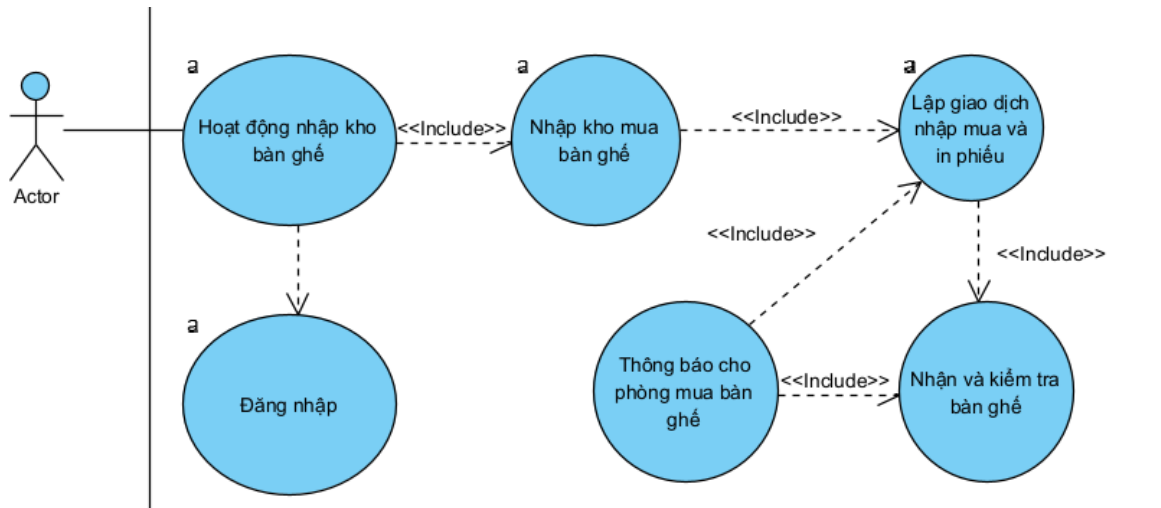 a
a
a
Hoạt động nhập kho
bàn ghế
<<Include>>
Nhập kho mua
bàn ghế
<<Include>>
Lập giao dịch
nhập mua và
in phiếu
Actor
<<Include>>
<<Include>>
a
Đăng nhập
Thông báo cho
phòng mua bàn
ghế
<<Include>>
Nhận và kiểm tra
bàn ghế